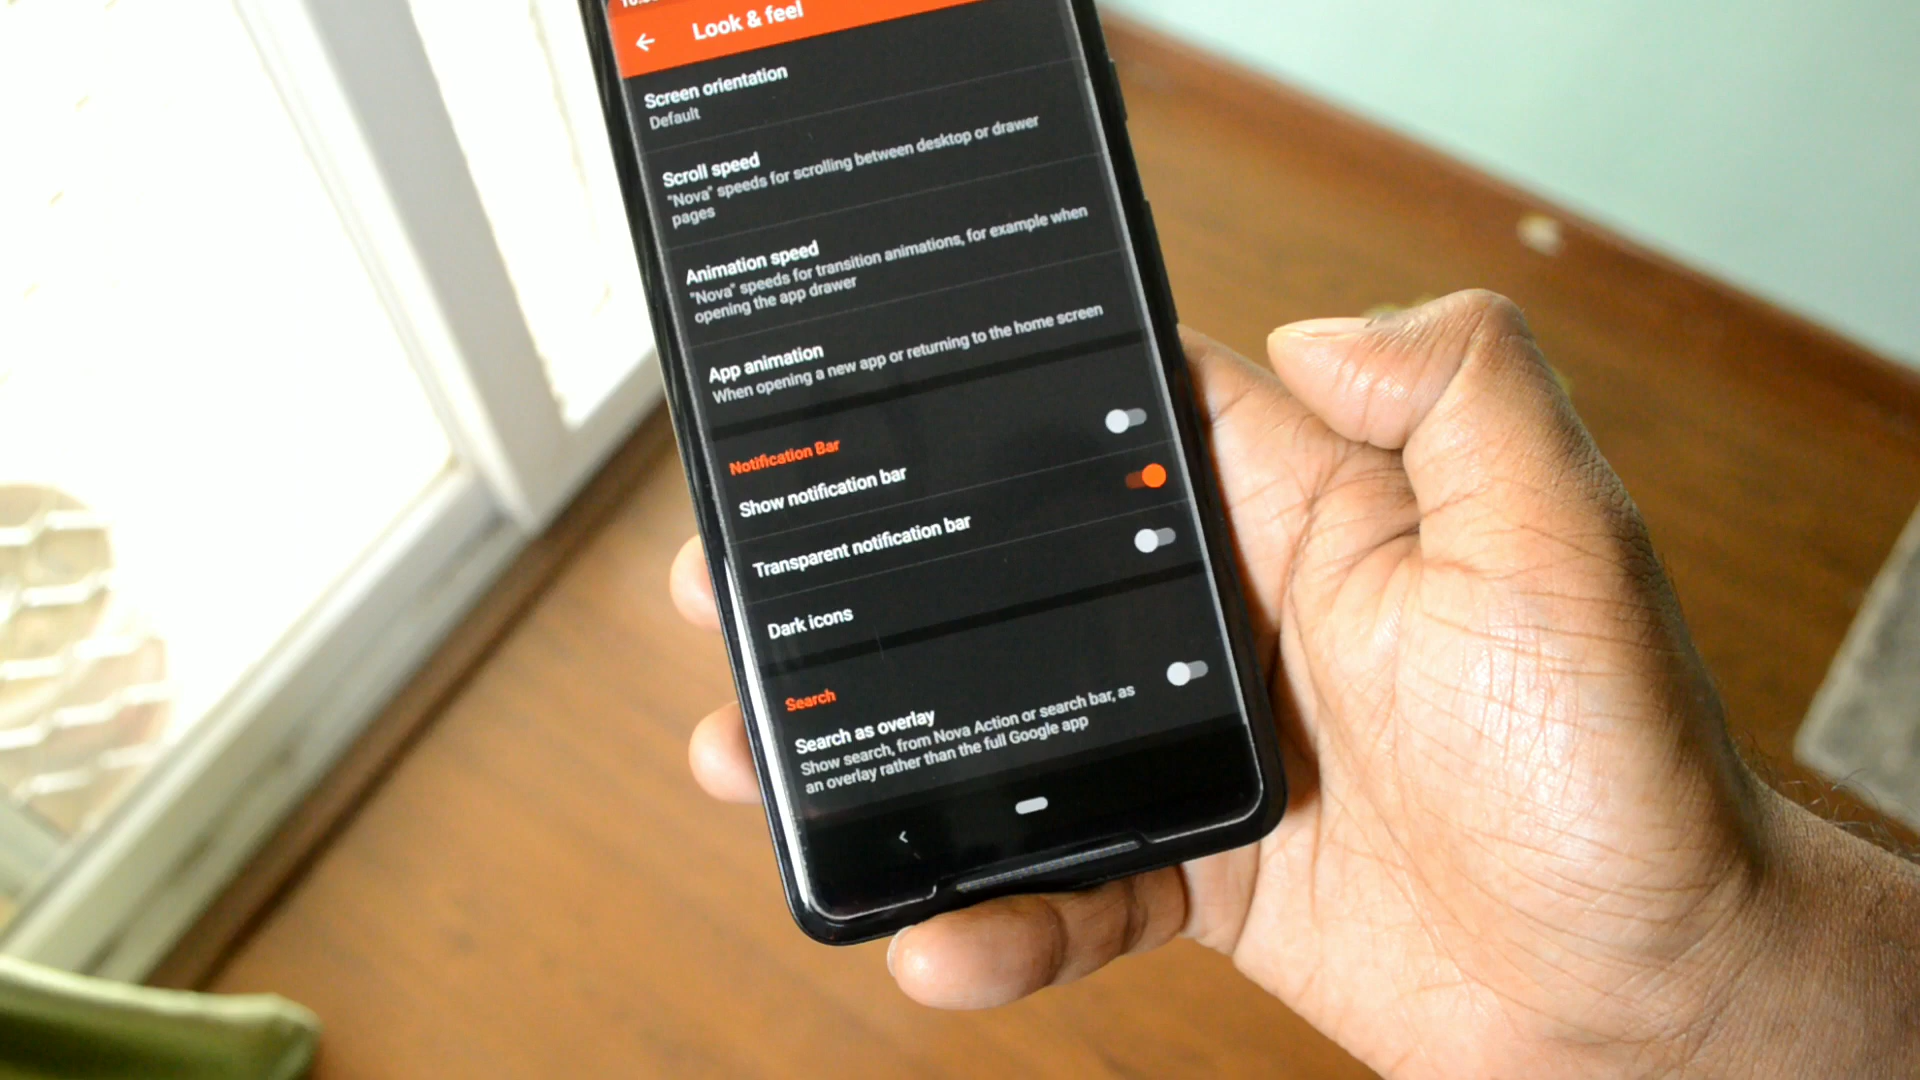 Look & feel
Screen orientation
Default
Scroll speed
"Nova" speeds for scrolling between desktop or drawer
pages
Animation speed
"Nova" speeds for transition animations, for example when
opening the app drawer
App animation
When opening a new app or returning to the home screen
Notification Bar
Show notification bar
Transparent notification bar
Dark icons
Search
Search as overlay
Show search, from Nova Action or search bar, as
an overlay rather than the full Google app